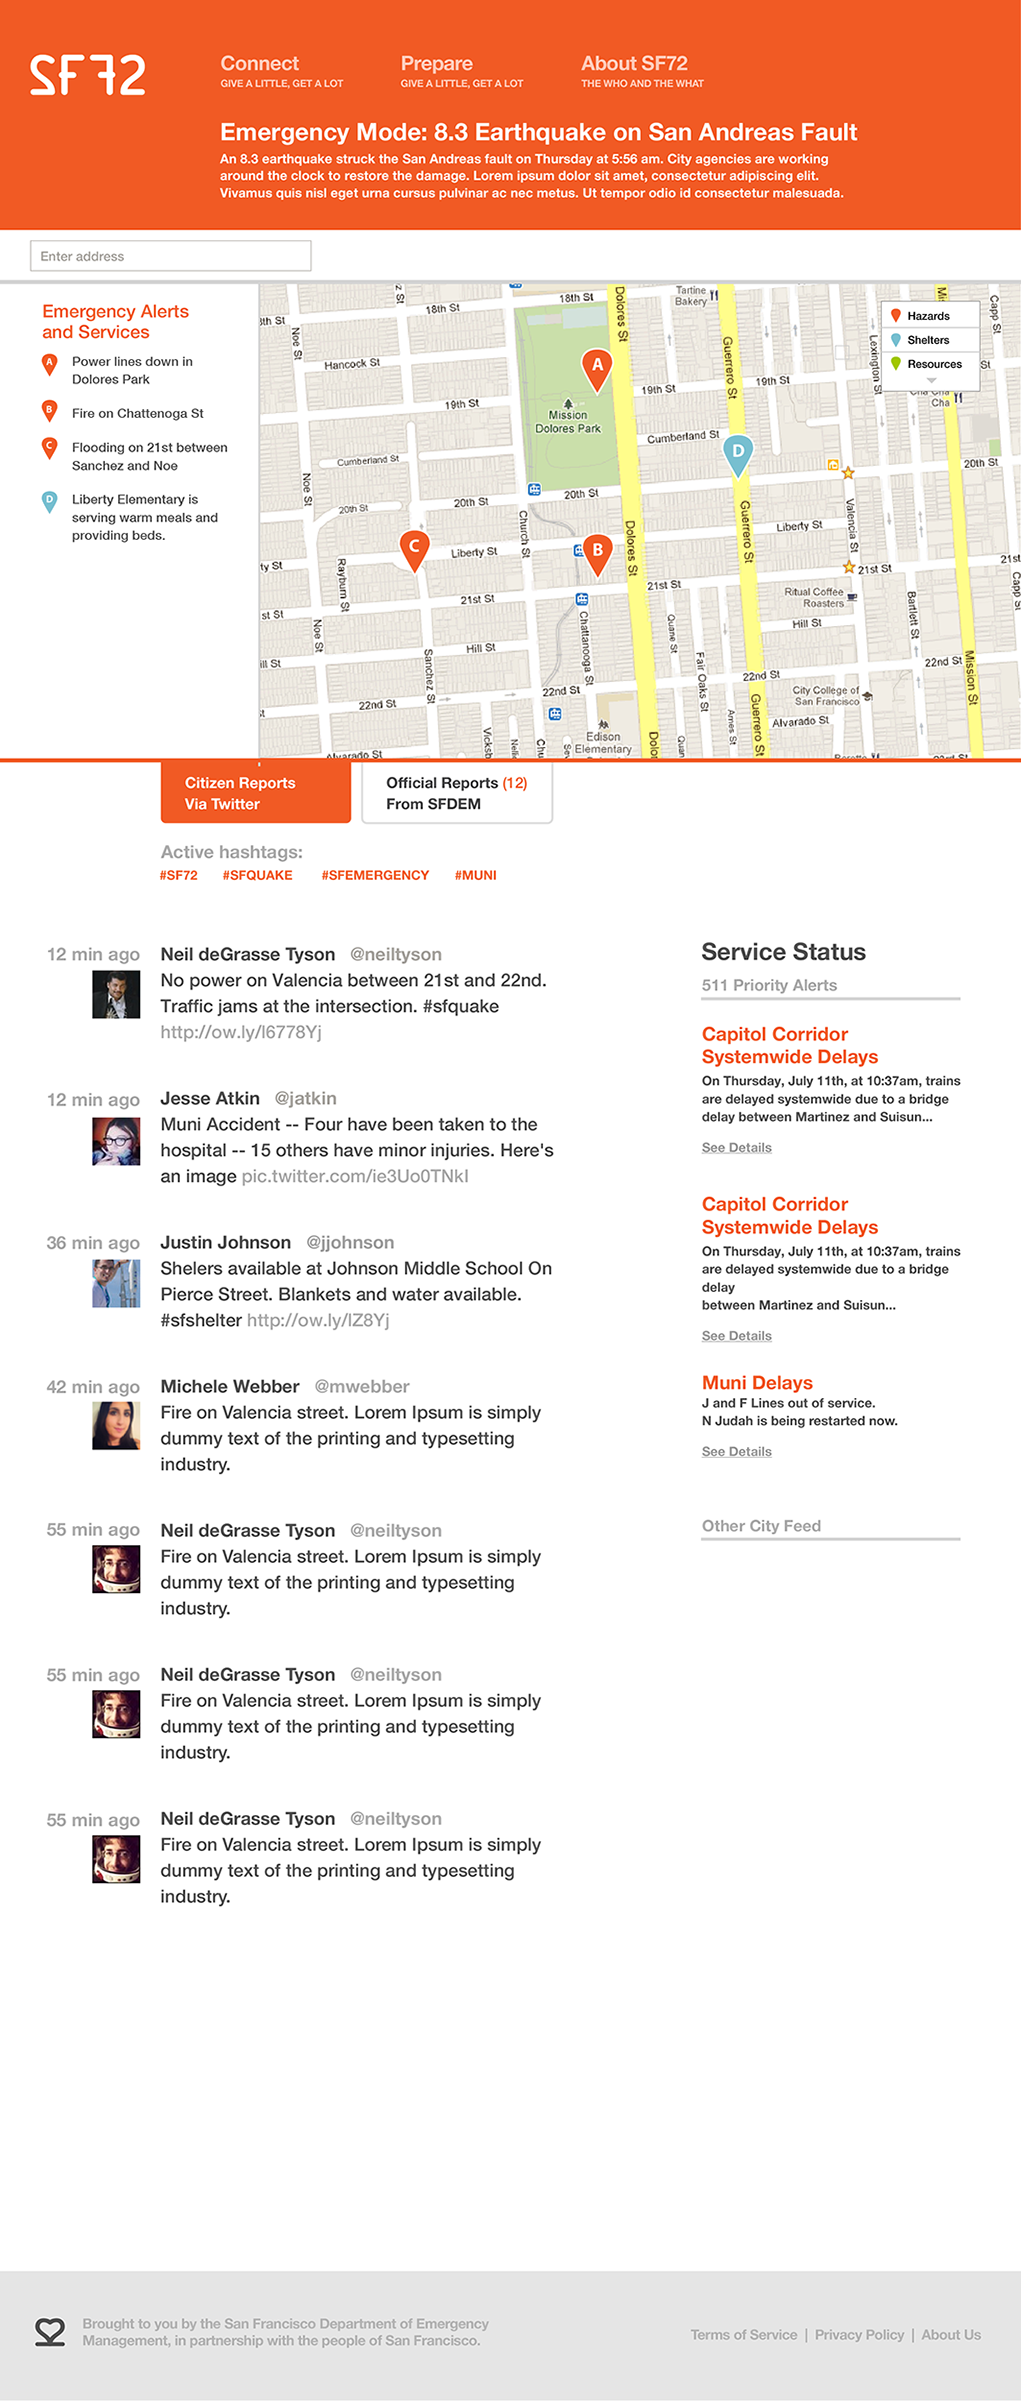 SF72
Connect
GIVE A LITTLE, GET A LOT
Prepare
GIVE A LITTLE, GET A LOT
About SF72
THE WHO AND THE WHAT
Emergency Mode: 8.3 Earthquake on San Andreas Fault
An 8.3 earthquake struck the San Andreas fault on Thursday at 5:56 am. City agencies are working
around the clock to restore the damage. Lorem ipsum dolor sit amet, consectetur adipiscing elit.
Vivamus quis nisl eget urna cursus pulvinar ac nec metus. Ut tempor odio id consectetur malesuada.
Enter address
Emergency Alerts
and Services
A
Power lines down in
Dolores Park
B
Fire on Chattenoga St
C
Flooding on 21st between
Sanchez and Noe
D
Liberty Elementary is
serving warm meals and
providing beds.
18th St
18th St
Dolores St
Tartine
Bakery
Hazards
Shelters
Resources
Capp St
Noe St
Hancock St
A
Guerrero St
Lexington St
19th St
19th St
19th St
Mission
Dolores Park
Cumberland St
Cumberland St
D
20th St
20th St
20th St
20th St
Noe St
Church St
Dolores St
Guerrero St
Valencia St
Liberty St
Liberty St
C
B
21st St
21st St
21st St
Rayburn St
Ritual Coffee
Roasters
Bartlett St
Noe St
Hill St
Hill St
Sanchez St
Chattanooga St
Quane St
Fair Oaks St
22nd St
22nd St
22nd St
22nd St
Mission St
City College of
San Francisco
Ames St
Guerrero St
Alvarado St
Edison
Elementary
Alvarado St
Citizen Reports
Via Twitter
Official Reports (12)
From SFDEM
Active hashtags:
#SF72 #SFQUAKE #SFEMERGENCY #MUNI
12 min ago
Neil deGrasse Tyson @neiltyson
No power on Valencia between 21st and 22nd.
Traffic jams at the intersection. #sfquake
http://ow.ly/l6778Yj
12 min ago
Jesse Atkin @jatkin
Muni Accident -- Four have been taken to the
hospital -- 15 others have minor injuries. Here's
an image pic.twitter.com/ie3Uo0TNkI
36 min ago
Justin Johnson @jjohnson
Shelers available at Johnson Middle School On
Pierce Street. Blankets and water available.
#sfshelter http://ow.ly/lZ8Yj
42 min ago
Michele Webber @mwebber
Fire on Valencia street. Lorem Ipsum is simply
dummy text of the printing and typesetting
industry.
55 min ago
Neil deGrasse Tyson @neiltyson
Fire on Valencia street. Lorem Ipsum is simply
dummy text of the printing and typesetting
industry.
55 min ago
Neil deGrasse Tyson @neiltyson
Fire on Valencia street. Lorem Ipsum is simply
dummy text of the printing and typesetting
industry.
55 min ago
Neil deGrasse Tyson @neiltyson
Fire on Valencia street. Lorem Ipsum is simply
dummy text of the printing and typesetting
industry.
Service Status
511 Priority Alerts
Capitol Corridor
Systemwide Delays
On Thursday, July 11th, at 10:37am, trains
are delayed systemwide due to a bridge
delay between Martinez and Suisun...
See Details
Capitol Corridor
Systemwide Delays
On Thursday, July 11th, at 10:37am, trains
are delayed systemwide due to a bridge
delay
between Martinez and Suisun...
See Details
Muni Delays
J and F Lines out of service.
N Judah is being restarted now.
See Details
Other City Feed
Brought to you by the San Francisco Department of Emergency
Management, in partnership with the people of San Francisco.
Terms of Service | Privacy Policy | About Us